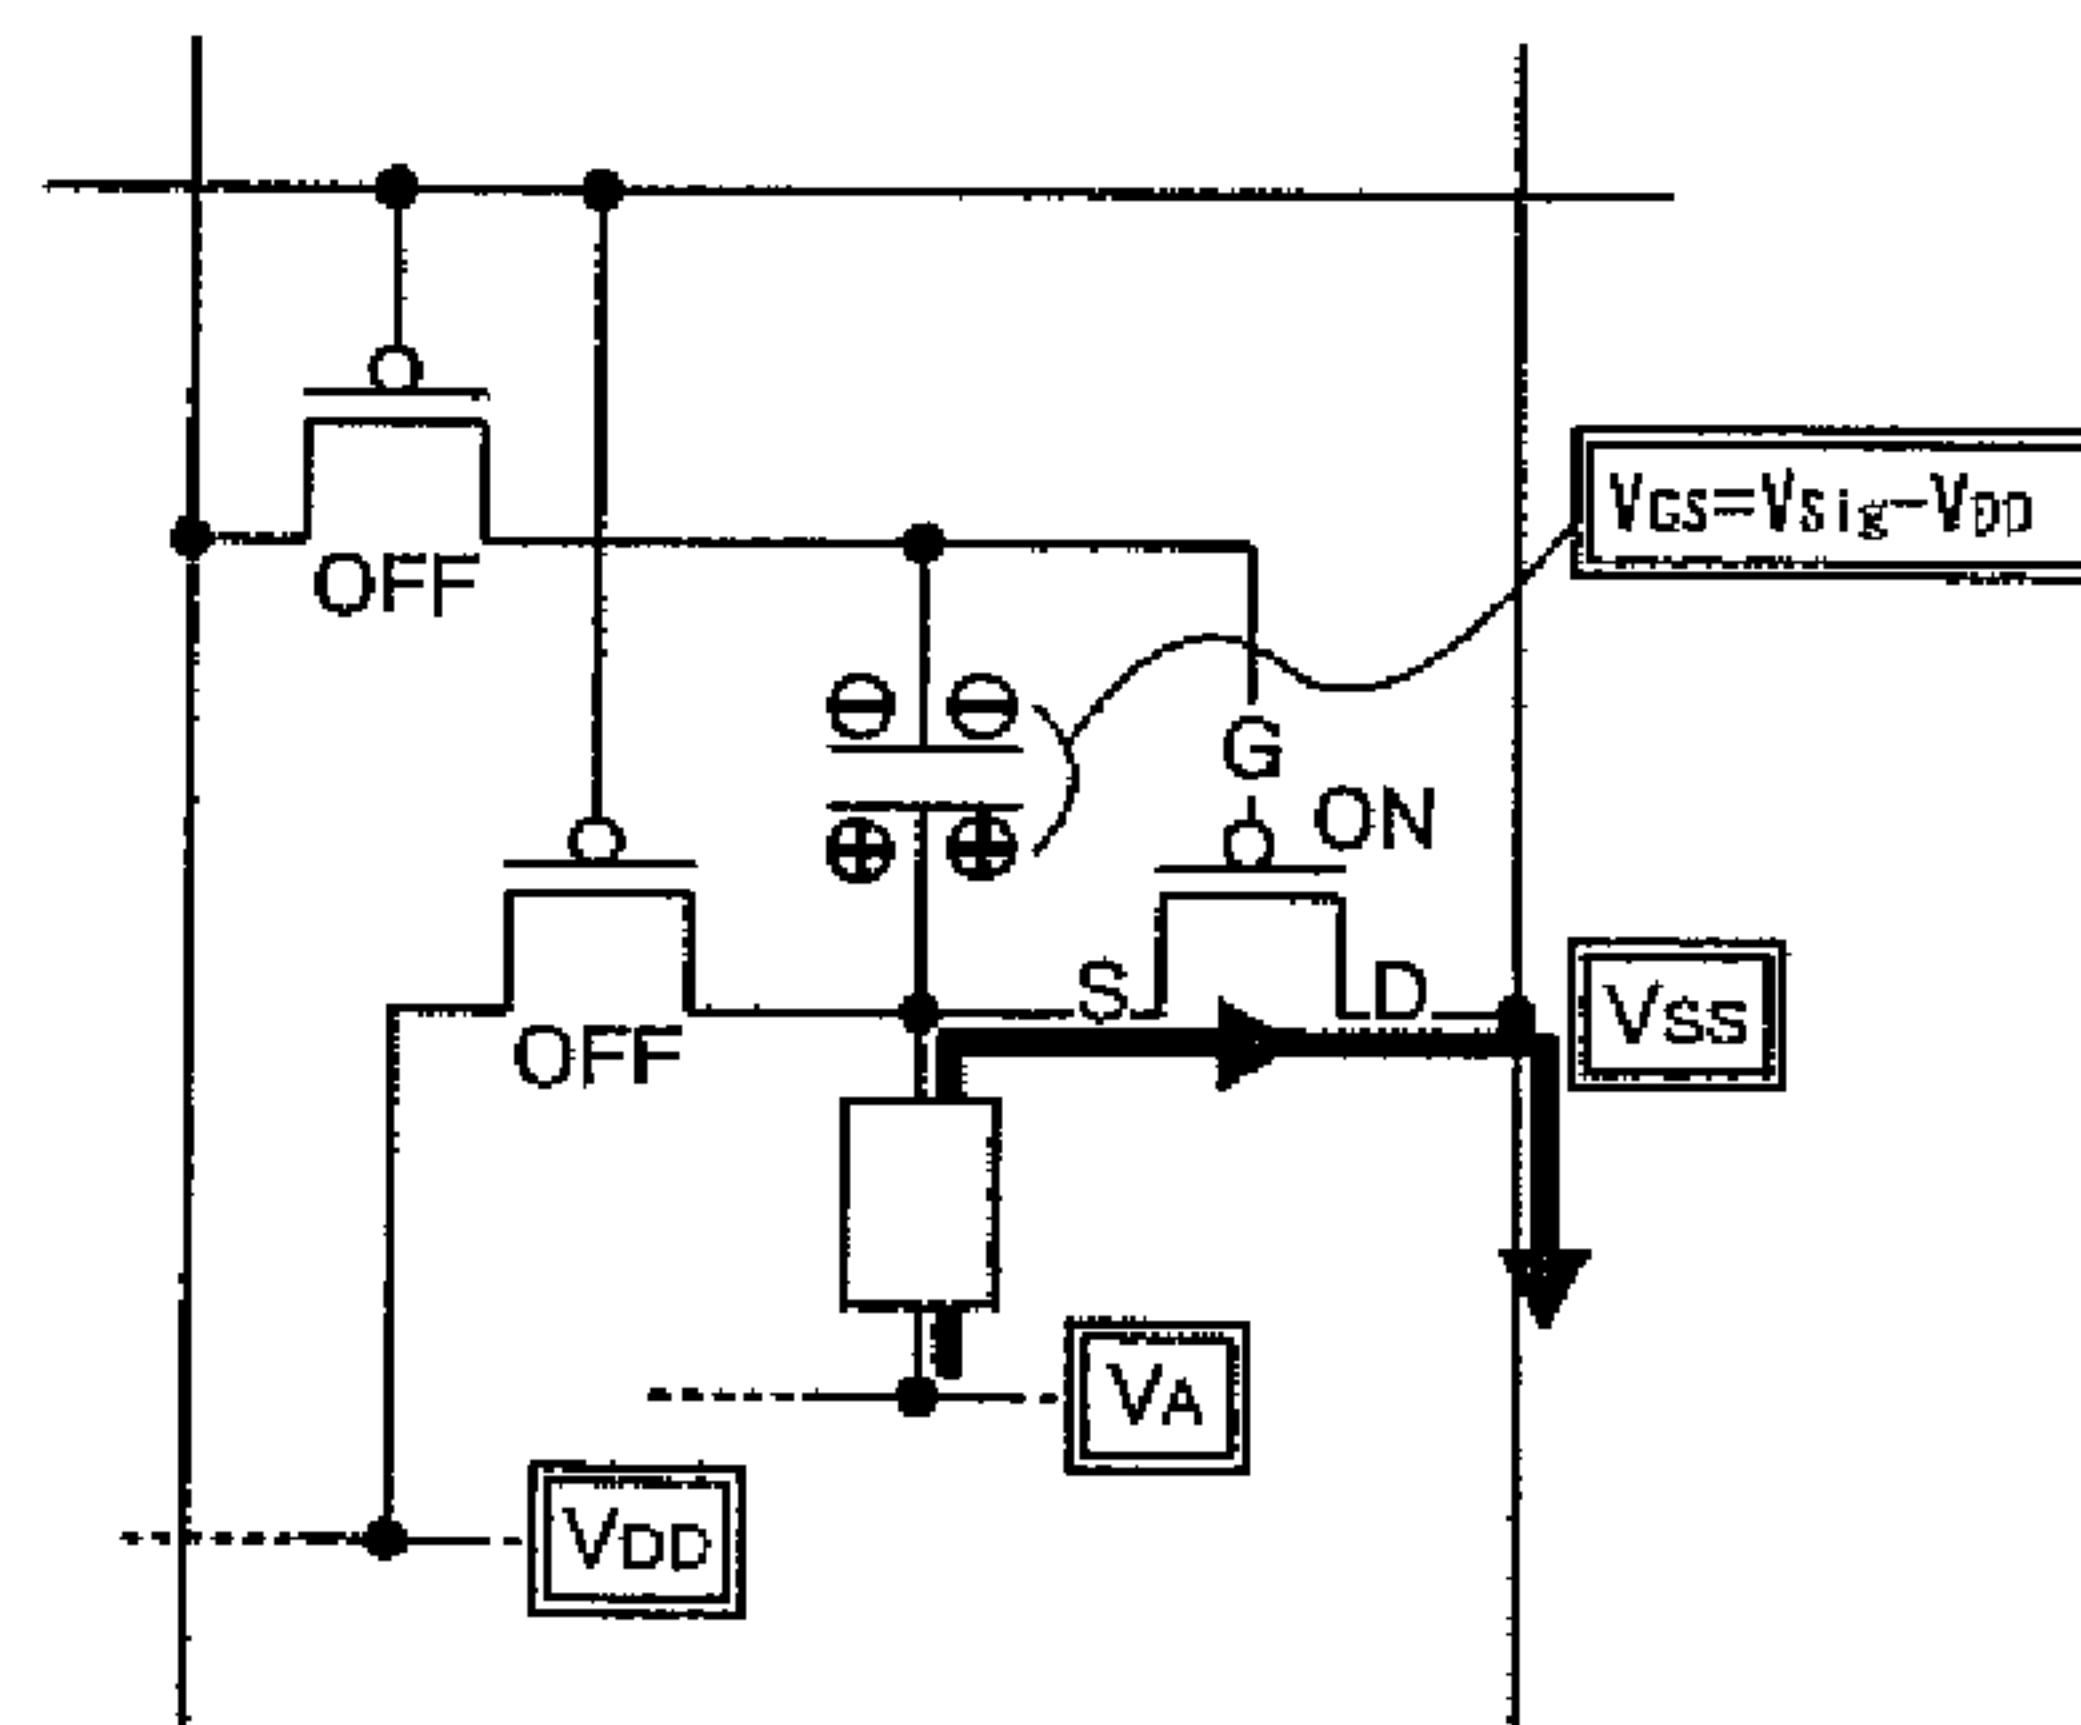 OFF
VGS=VSig-VDD
G
ON
S
D
VSS
OFF
VA
VDD